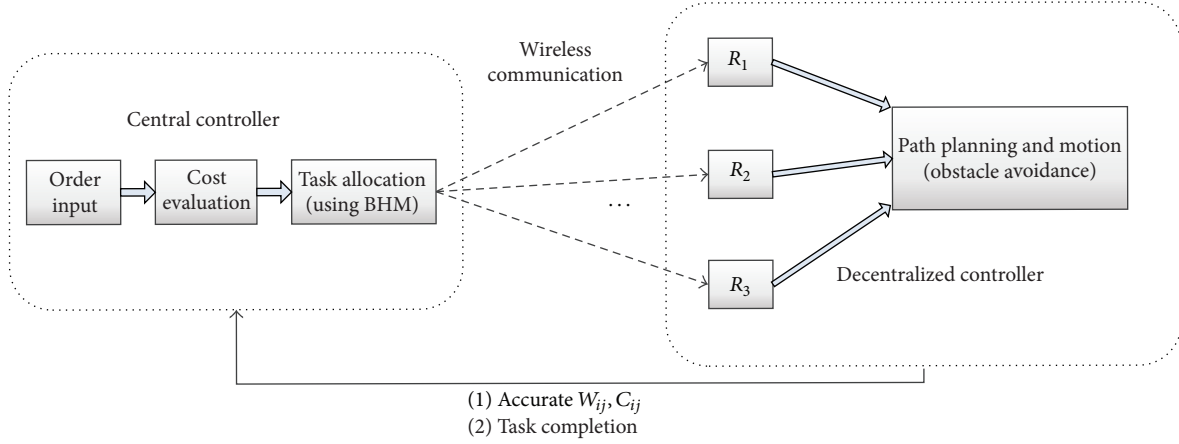 Wireless
communication
Central controller
Order
input
Cost
evaluation
Task allocation
(using BHM)
...
R1
R2
R3
Path planning and motion
(obstacle avoidance)
Decentralized controller
(1) Accurate Wij, Cij
(2) Task completion